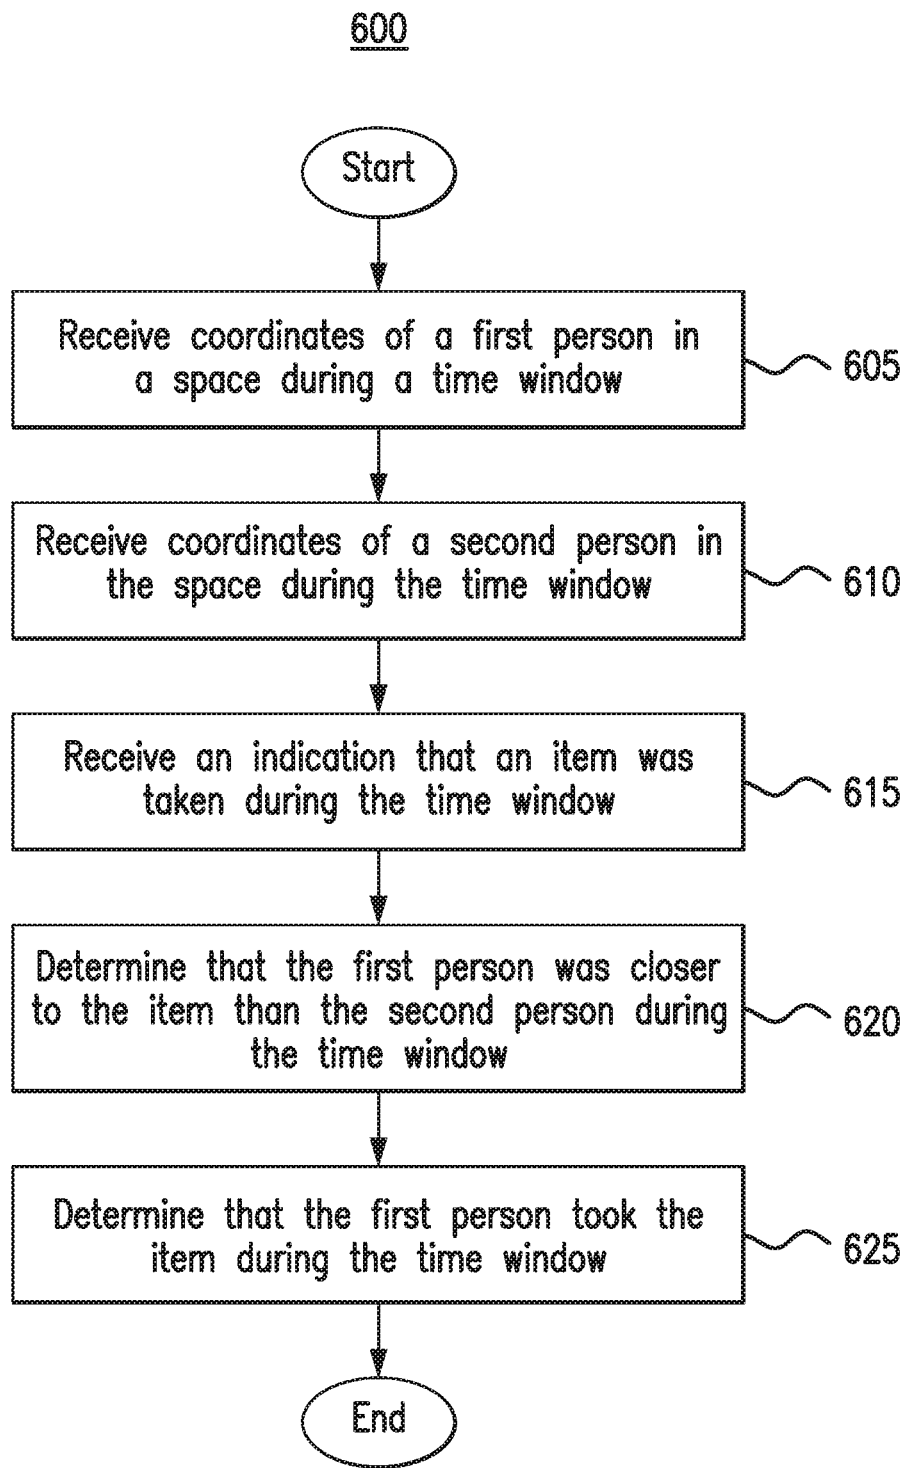 600
Start
Receive coordinates of a first person in
a space during a time window
605
Receive coordinates of a second person in
the space during the time window
610
Receive an indication that an item was
taken during the time window
615
Determine that the first person was closer
to the item than the second person during
the time window
620
Determine that the first person took the
item during the time window
625
End